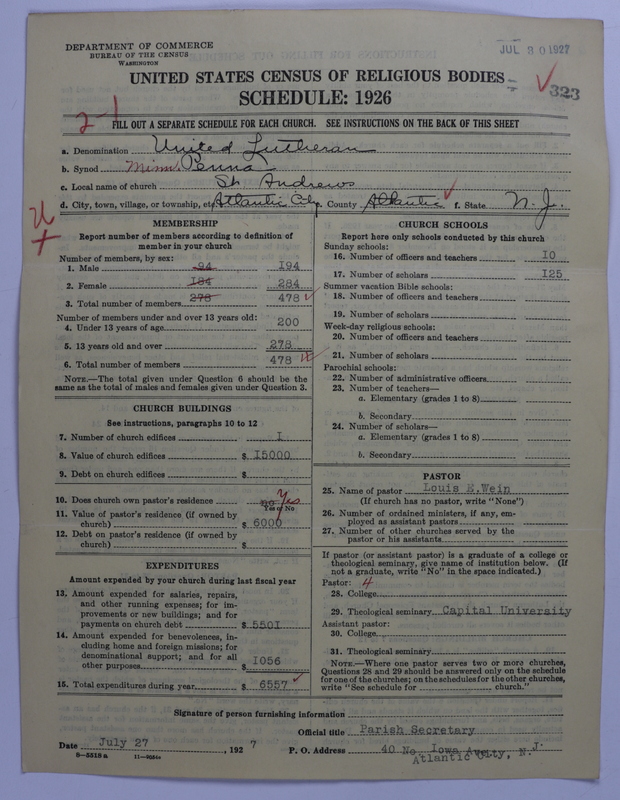 DEPARTMENT OF COMMERCE
BUREAU OF THE CENSUS
WASHINGTON
JUL 30 1927
UNITED STATES CENSUS OF RELIGIOUS BODIES
SCHEDULE: 1926
323
2-1
FILL OUT A SEPARATE SCHEDULE FOR EACH CHURCH. SEE INSTRUCTIONS ON THE BACK OF THIS SHEET
a. Denomination United Lutheran
b. Synod Minn. Penna
c. Local name of church St Andrews
d. City, town, village, or township, etc Atlantic City e. County Atlantic f. State N. J.
MEMBERSHIP
Report number of members according to definition of
member in your church
Number of members, by sex:
1. Male 94 194
2. Female 184 284
3. Total number of members 278 478
Number of members under and over 13 years old:
4. Under 13 years of age 200
5. 13 years old and over 278
6. Total number of members 478
NOTE.—The total given under Question 6 should be the
same as the total of males and females given under Question 3.
CHURCH BUILDINGS
See instructions, paragraphs 10 to 12
7. Number of church edifices 1
8. Value of church edifices $ 15000
9. Debt on church edifices $
10. Does church own pastor's residence no Yes
Yes or No
11. Value of pastor's residence (if owned by
church) $ 6000
12. Debt on pastor's residence (if owned by
church) $
EXPENDITURES
Amount expended by your church during last fiscal year
13. Amount expended for salaries, repairs,
and other running expenses; for im-
provements or new buildings; and for
payments on church debt $ 5501
14. Amount expended for benevolences, in-
cluding home and foreign missions; for
denominational support; and for all
other purposes $ 1056
15. Total expenditures during year $ 6557
CHURCH SCHOOLS
Report here only schools conducted by this church
Sunday schools:
16. Number of officers and teachers 10
17. Number of scholars 125
Summer vacation Bible schools:
18. Number of officers and teachers
19. Number of scholars
Week-day religious schools:
20. Number of officers and teachers
21. Number of scholars
Parochial schools:
22. Number of administrative officers
23. Number of teachers—
a. Elementary (grades 1 to 8)
b. Secondary
24. Number of scholars—
a. Elementary (grades 1 to 8)
b. Secondary
PASTOR
25. Name of pastor Louis E. Wein
(If church has no pastor, write "None")
26. Number of ordained ministers, if any, em-
ployed as assistant pastors
27. Number of other churches served by the
pastor or his assistants
If pastor (or assistant pastor) is a graduate of a college or
theological seminary, give name of institution below. (If
not a graduate, write "No" in the space indicated.)
Pastor: 4
28. College
29. Theological seminary Capital University
Assistant pastor:
30. College
31. Theological seminary
NOTE.—Where one pastor serves two or more churches,
Questions 28 and 29 should be answered only on the schedule
for one of the churches; on the schedules for the other churches,
write "See schedule for church."
Signature of person furnishing information
Official title Parish Secretary
Date July 27, 1927 P. O. Address 40 No. Iowa Ave.
Atlantic City, N. J.
8—5518 a